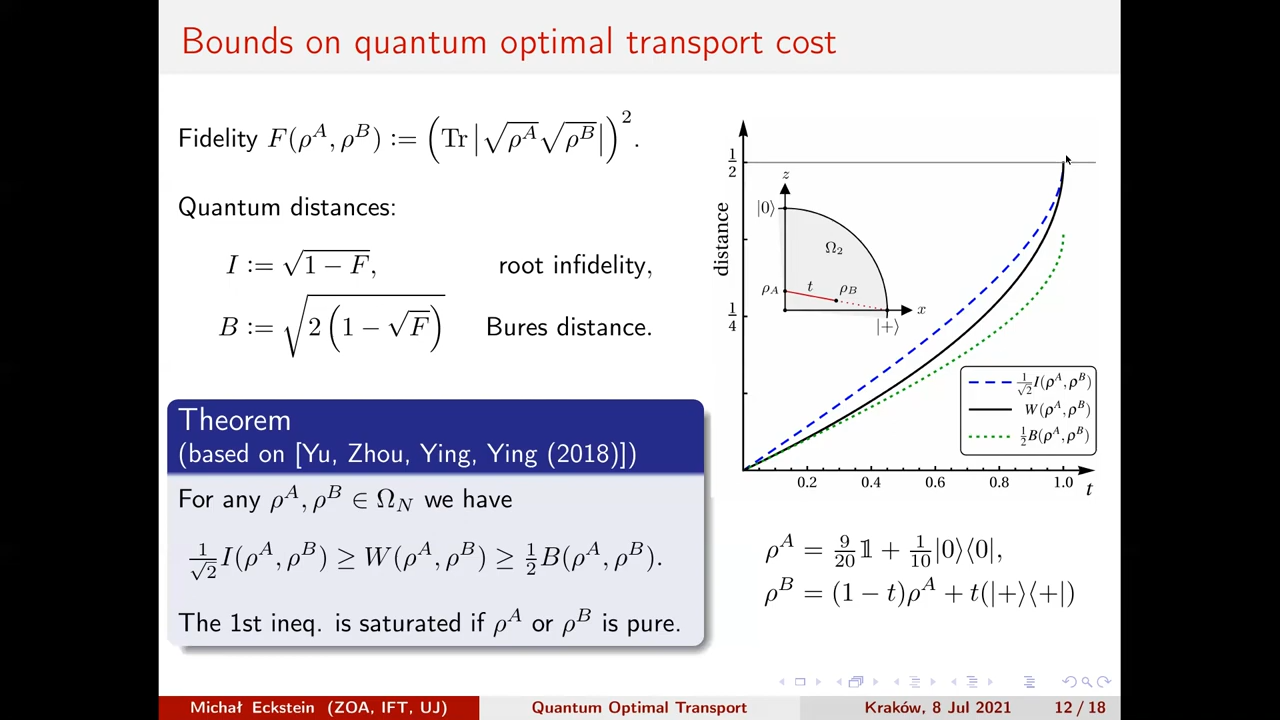 Bounds on quantum optimal transport cost
Fidelity F(ρ^A, ρ^B) := (Tr |√ρ^A √ρ^B|)^2.
Quantum distances:
I := √(1 − F), root infidelity,
B := √(2 (1 − √F)) Bures distance.
Theorem
(based on [Yu, Zhou, Ying, Ying (2018)])
For any ρ^A, ρ^B ∈ Ω_N we have
1/√2 I(ρ^A, ρ^B) ≥ W(ρ^A, ρ^B) ≥ 1/2 B(ρ^A, ρ^B).
The 1st ineq. is saturated if ρ^A or ρ^B is pure.
distance
1/2
1/4
z
|0⟩
Ω_2
ρ_A
t
ρ_B
x
|+⟩
1/√2 I(ρ^A, ρ^B)
W(ρ^A, ρ^B)
1/2 B(ρ^A, ρ^B)
0.2 0.4 0.6 0.8 1.0 t
ρ^A = 9/20 𝟙 + 1/10 |0⟩⟨0|,
ρ^B = (1 − t)ρ^A + t(|+⟩⟨+|)
Michał Eckstein (ZOA, IFT, UJ) Quantum Optimal Transport Kraków, 8 Jul 2021 12 / 18